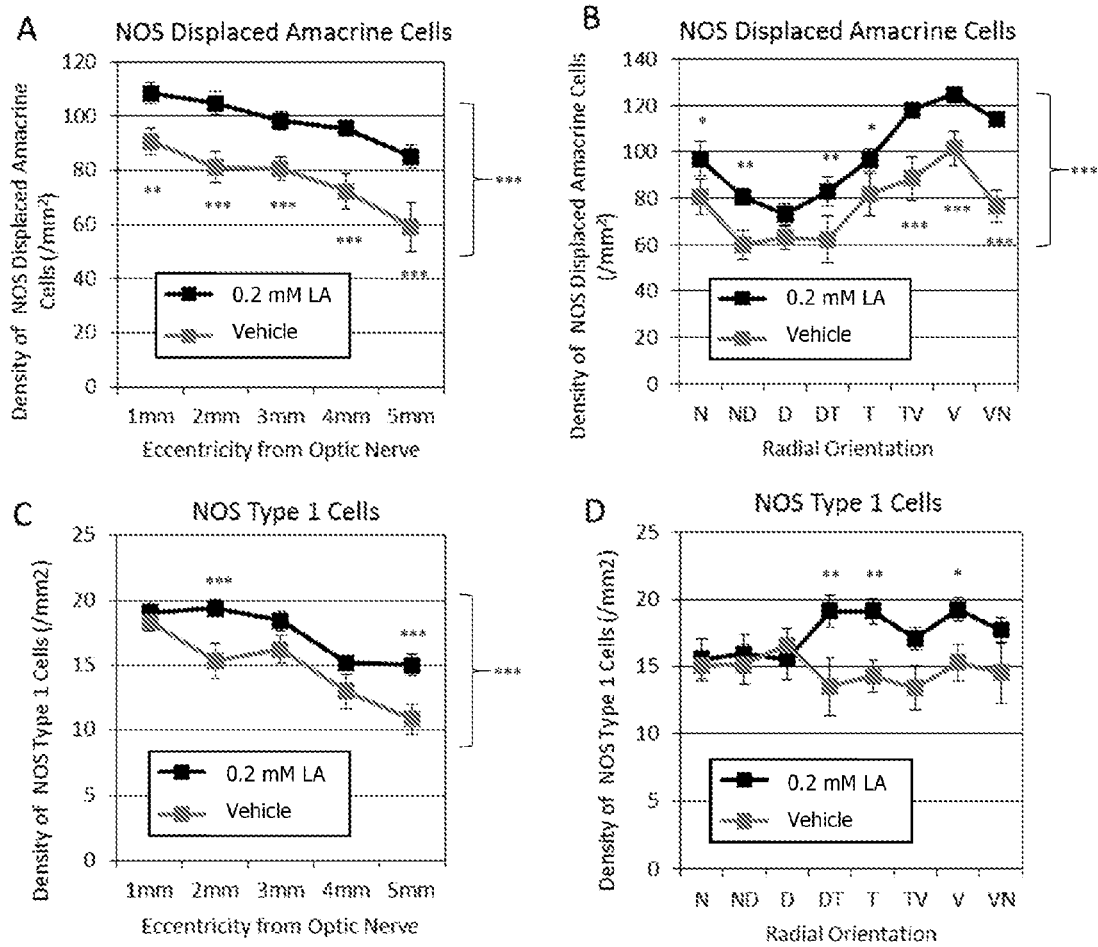 A
NOS Displaced Amacrine Cells
Density of NOS Displaced Amacrine
Cells (/mm²)
120
100
80
60
40
20
0
**
***
***
***
***
***
0.2 mM LA
Vehicle
1mm 2mm 3mm 4mm 5mm
Eccentricity from Optic Nerve
B
NOS Displaced Amacrine Cells
Density of NOS Displaced Amacrine Cells
(/mm²)
140
120
100
80
60
40
20
0
*
**
**
*
***
***
***
***
0.2 mM LA
Vehicle
N ND D DT T TV V VN
Radial Orientation
C
NOS Type 1 Cells
Density of NOS Type 1 Cells (/mm2)
25
20
15
10
5
0
***
***
***
0.2 mM LA
Vehicle
1mm 2mm 3mm 4mm 5mm
Eccentricity from Optic Nerve
D
NOS Type 1 Cells
Density of NOS Type 1 Cells (/mm2)
25
20
15
10
5
0
**
**
*
0.2 mM LA
Vehicle
N ND D DT T TV V VN
Radial Orientation